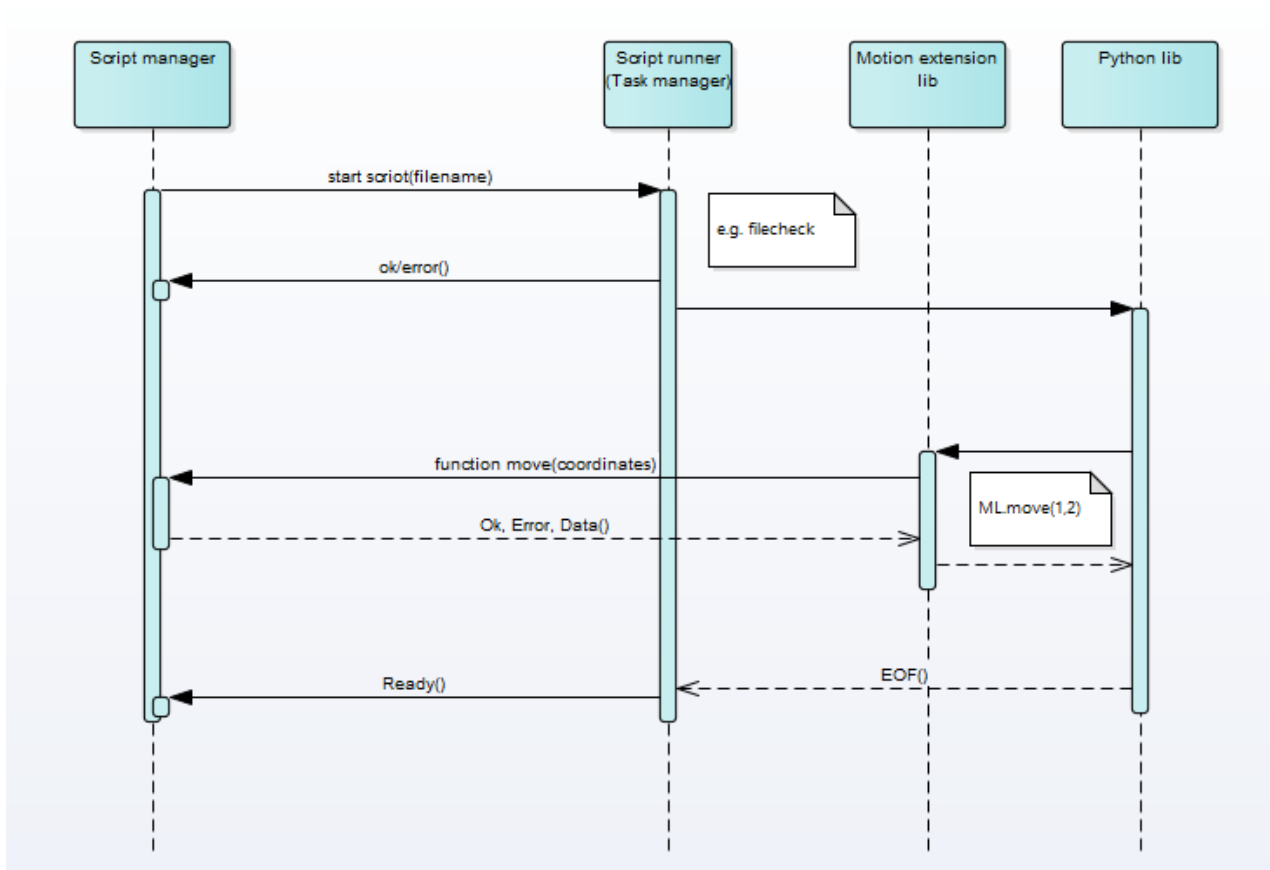 Script manager
Script runner
(Task manager)
Motion extension
lib
Python lib
start scriot(filename)
e.g. filecheck
ok/error()
function move(coordinates)
ML.move(1,2)
Ok, Error, Data()
EOF()
Ready()